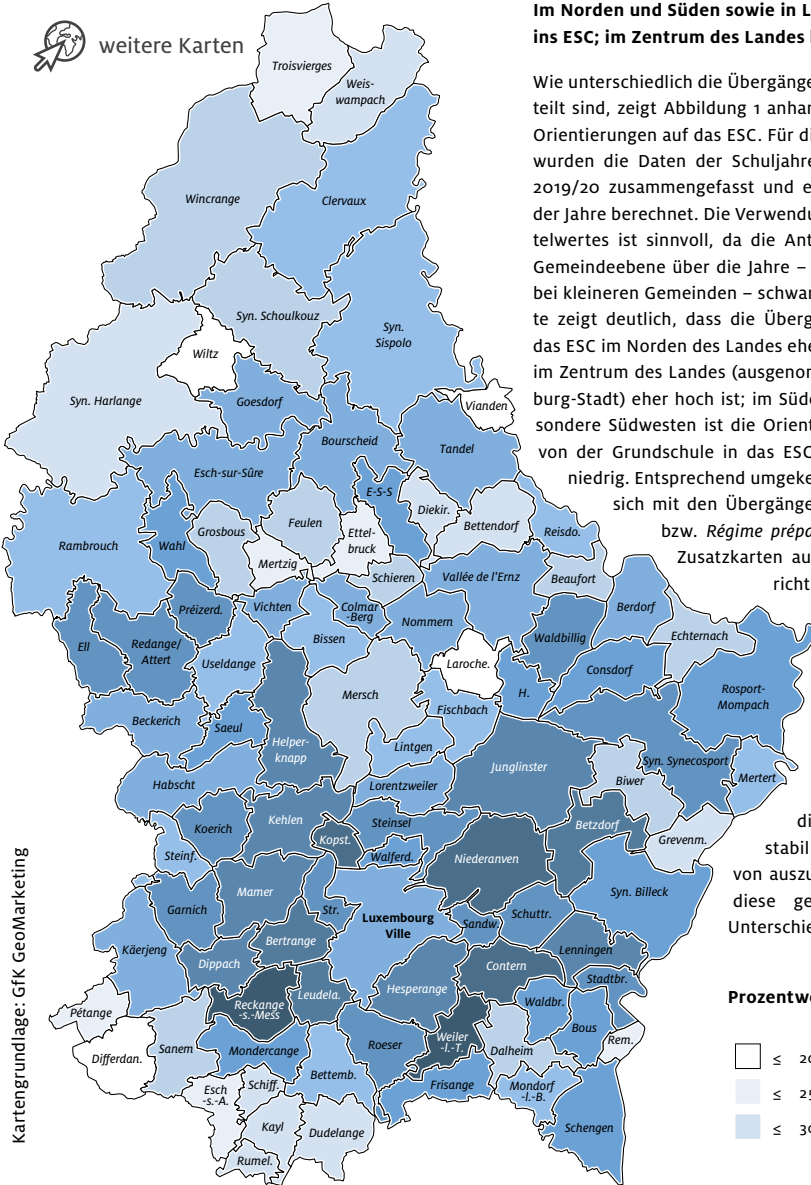 weitere Karten
Im Norden und Süden sowie in L
ins ESC; im Zentrum des Landes
Wie unterschiedlich die Übergänge
teilt sind, zeigt Abbildung 1 anhar
Orientierungen auf das ESC. Für di
wurden die Daten der Schuljahre
2019/20 zusammengefasst und e
der Jahre berechnet. Die Verwendu
telwertes ist sinnvoll, da die Ant
Gemeindeebene über die Jahre –
bei kleineren Gemeinden – schwar
te zeigt deutlich, dass die Überg
das ESC im Norden des Landes ehe
im Zentrum des Landes (ausgenor
burg-Stadt) eher hoch ist; im Süde
sondere Südwesten ist die Orient
von der Grundschule in das ESC
niedrig. Entsprechend umgeke
sich mit den Übergänge
bzw. Régime prépa
Zusatzkarten au
richt
di
stabil
von auszu
diese ge
Unterschie
Prozentwe
≤ 20
≤ 25
≤ 30
Troisvierges
Weis-
wampach
Wincrange
Clervaux
Syn. Schoulkouz
Syn.
Sispolo
Wiltz
Syn. Harlange
Goesdorf
Vianden
Bourscheid
Tandel
Esch-sur-Sûre
E-S-S
Diekir.
Feulen
Bettendorf
Grosbous
Ettel-
bruck
Reisdo.
Rambrouch
Wahl
Mertzig
Schieren
Vallée de l'Ernz
Beaufort
Préizerd.
Vichten
Colmar
-Berg
Nommern
Berdorf
Waldbillig
Echternach
Ell
Redange/
Attert
Bissen
Useldange
Laroche.
Consdorf
Mersch
H.
Rosport-
Mompach
Beckerich
Saeul
Fischbach
Helper-
knapp
Lintgen
Junglinster
Syn. Synecosport
Habscht
Lorentzweiler
Biwer
Mertert
Koerich
Kehlen
Steinsel
Betzdorf
Kopst.
Grevenm.
Steinf.
Walferd.
Niederanven
Mamer
Syn. Billeck
Garnich
Str.
Luxembourg
Ville
Sandw.
Schuttr.
Käerjeng
Bertrange
Lenningen
Dippach
Contern
Hesperange
Stadtbr.
Leudela.
Reckange
-s.-Mess
Waldbr.
Pétange
Bous
Weiler
-l.-T.
Rem.
Differdan.
Sanem
Mondercange
Roeser
Dalheim
Bettemb.
Frisange
Mondorf
-l.-B.
Esch
-s.-A.
Schiff.
Kayl
Dudelange
Schengen
Rumel.
Kartengrundlage: GfK GeoMarketing